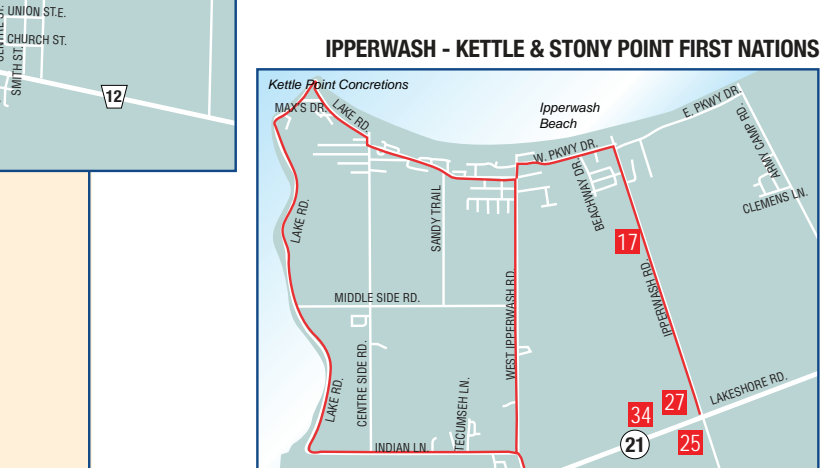 UNION ST.E.
CHURCH ST.
SMITH ST.
12
IPPERWASH - KETTLE & STONY POINT FIRST NATIONS
Kettle Point Concretions
MAX'S DR.
LAKE RD.
Ipperwash
Beach
W. PKWY DR.
E. PKWY DR.
ARMY CAMP RD.
CLEMENS LN.
BEACHWAY DR.
SANDY TRAIL
LAKE RD.
17
IPPERWASH RD.
MIDDLE SIDE RD.
WEST IPPERWASH RD.
CENTRE SIDE RD.
LAKE RD.
TECUMSEH LN.
INDIAN LN.
LAKESHORE RD.
27
34
21
25